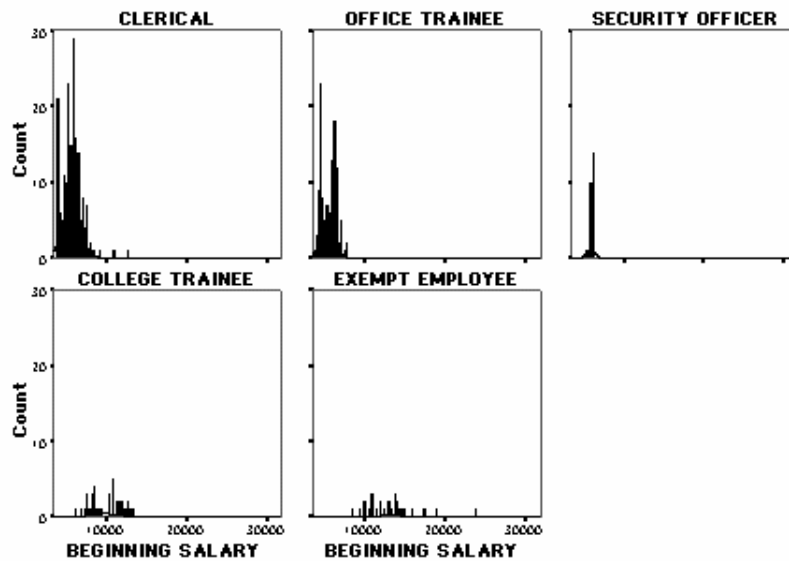 CLERICAL
OFFICE TRAINEE
SECURITY OFFICER
30
20
10
0
Count
COLLEGE TRAINEE
EXEMPT EMPLOYEE
30
20
10
0
Count
10000 20000 30000
10000 20000 30000
BEGINNING SALARY
BEGINNING SALARY